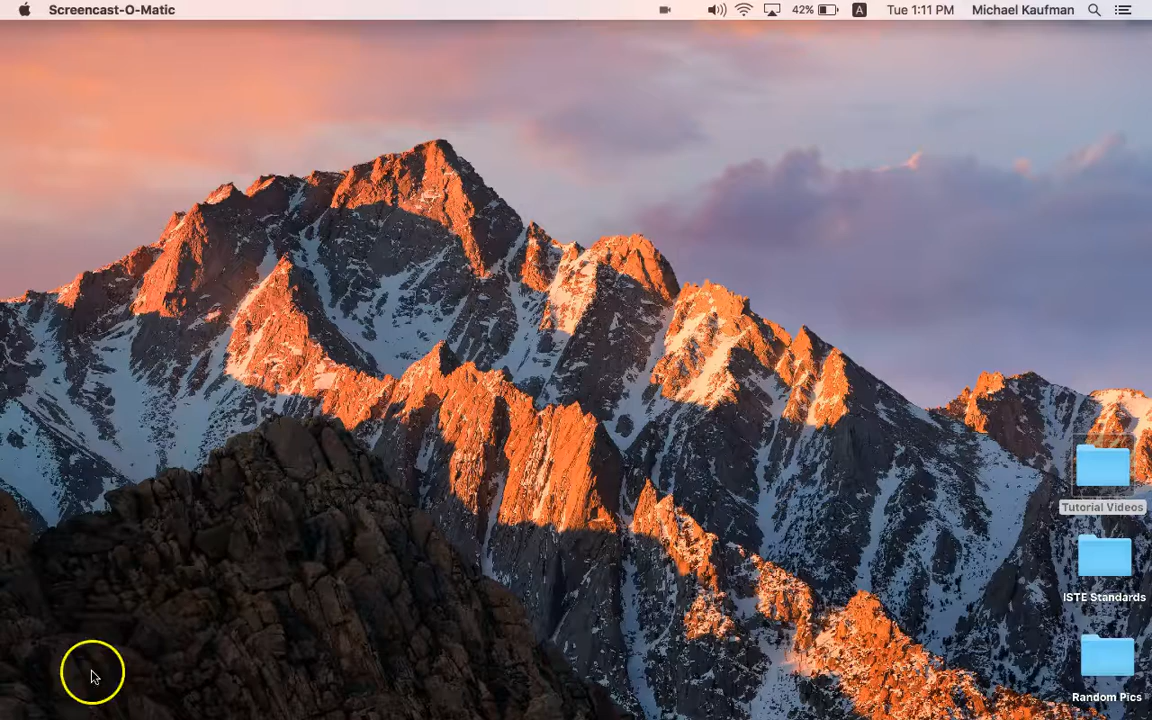 Screencast-O-Matic 42% A Tue 1:11 PM Michael Kaufman
Tutorial Videos
ISTE Standards
Random Pics